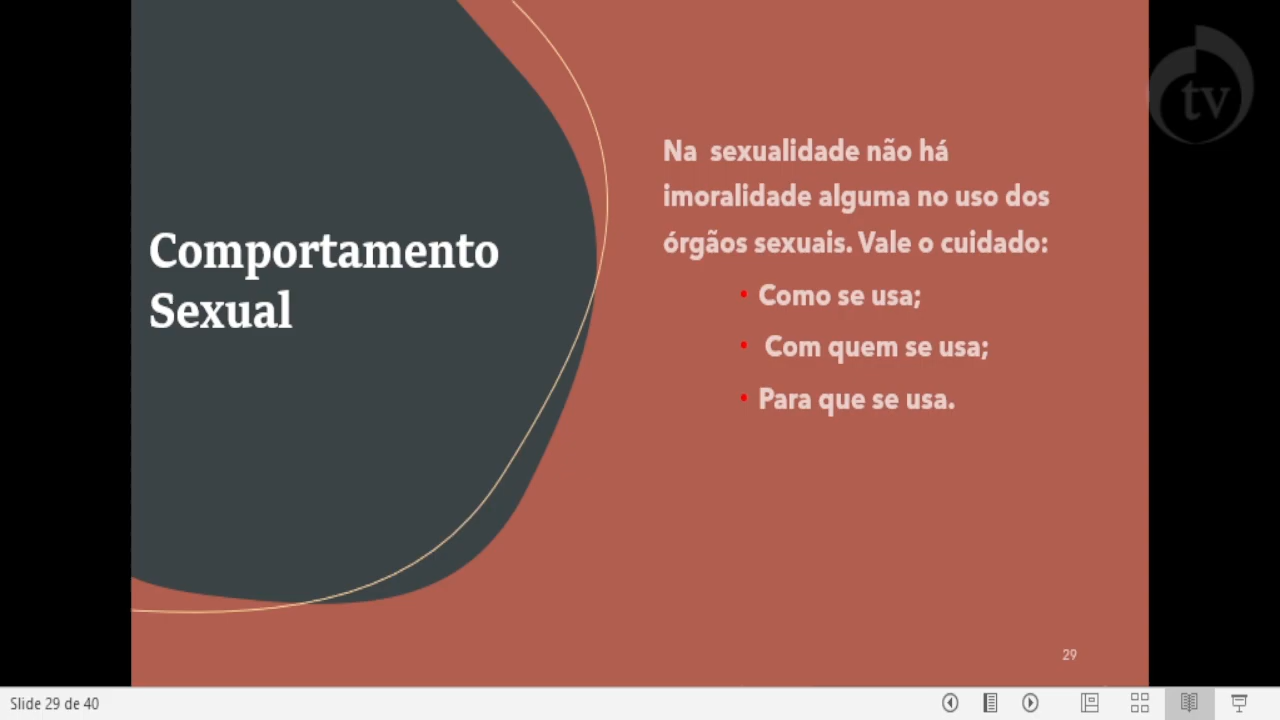 tv
Comportamento
Sexual
Na  sexualidade não há
imoralidade alguma no uso dos
órgãos sexuais. Vale o cuidado:
• Como se usa;
• Com quem se usa;
• Para que se usa.
29
Slide 29 de 40